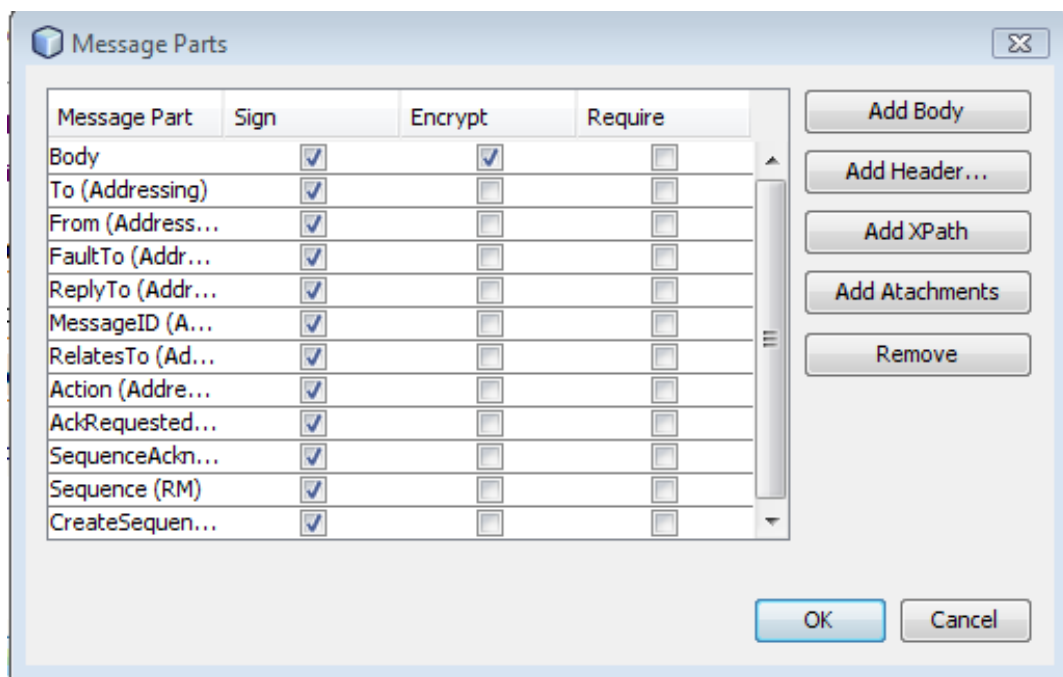 Message Parts
Message Part Sign Encrypt Require
Body
To (Addressing)
From (Address...
FaultTo (Addr...
ReplyTo (Addr...
MessageID (A...
RelatesTo (Ad...
Action (Addre...
AckRequested...
SequenceAckn...
Sequence (RM)
CreateSequen...
Add Body
Add Header...
Add XPath
Add Atachments
Remove
OK Cancel